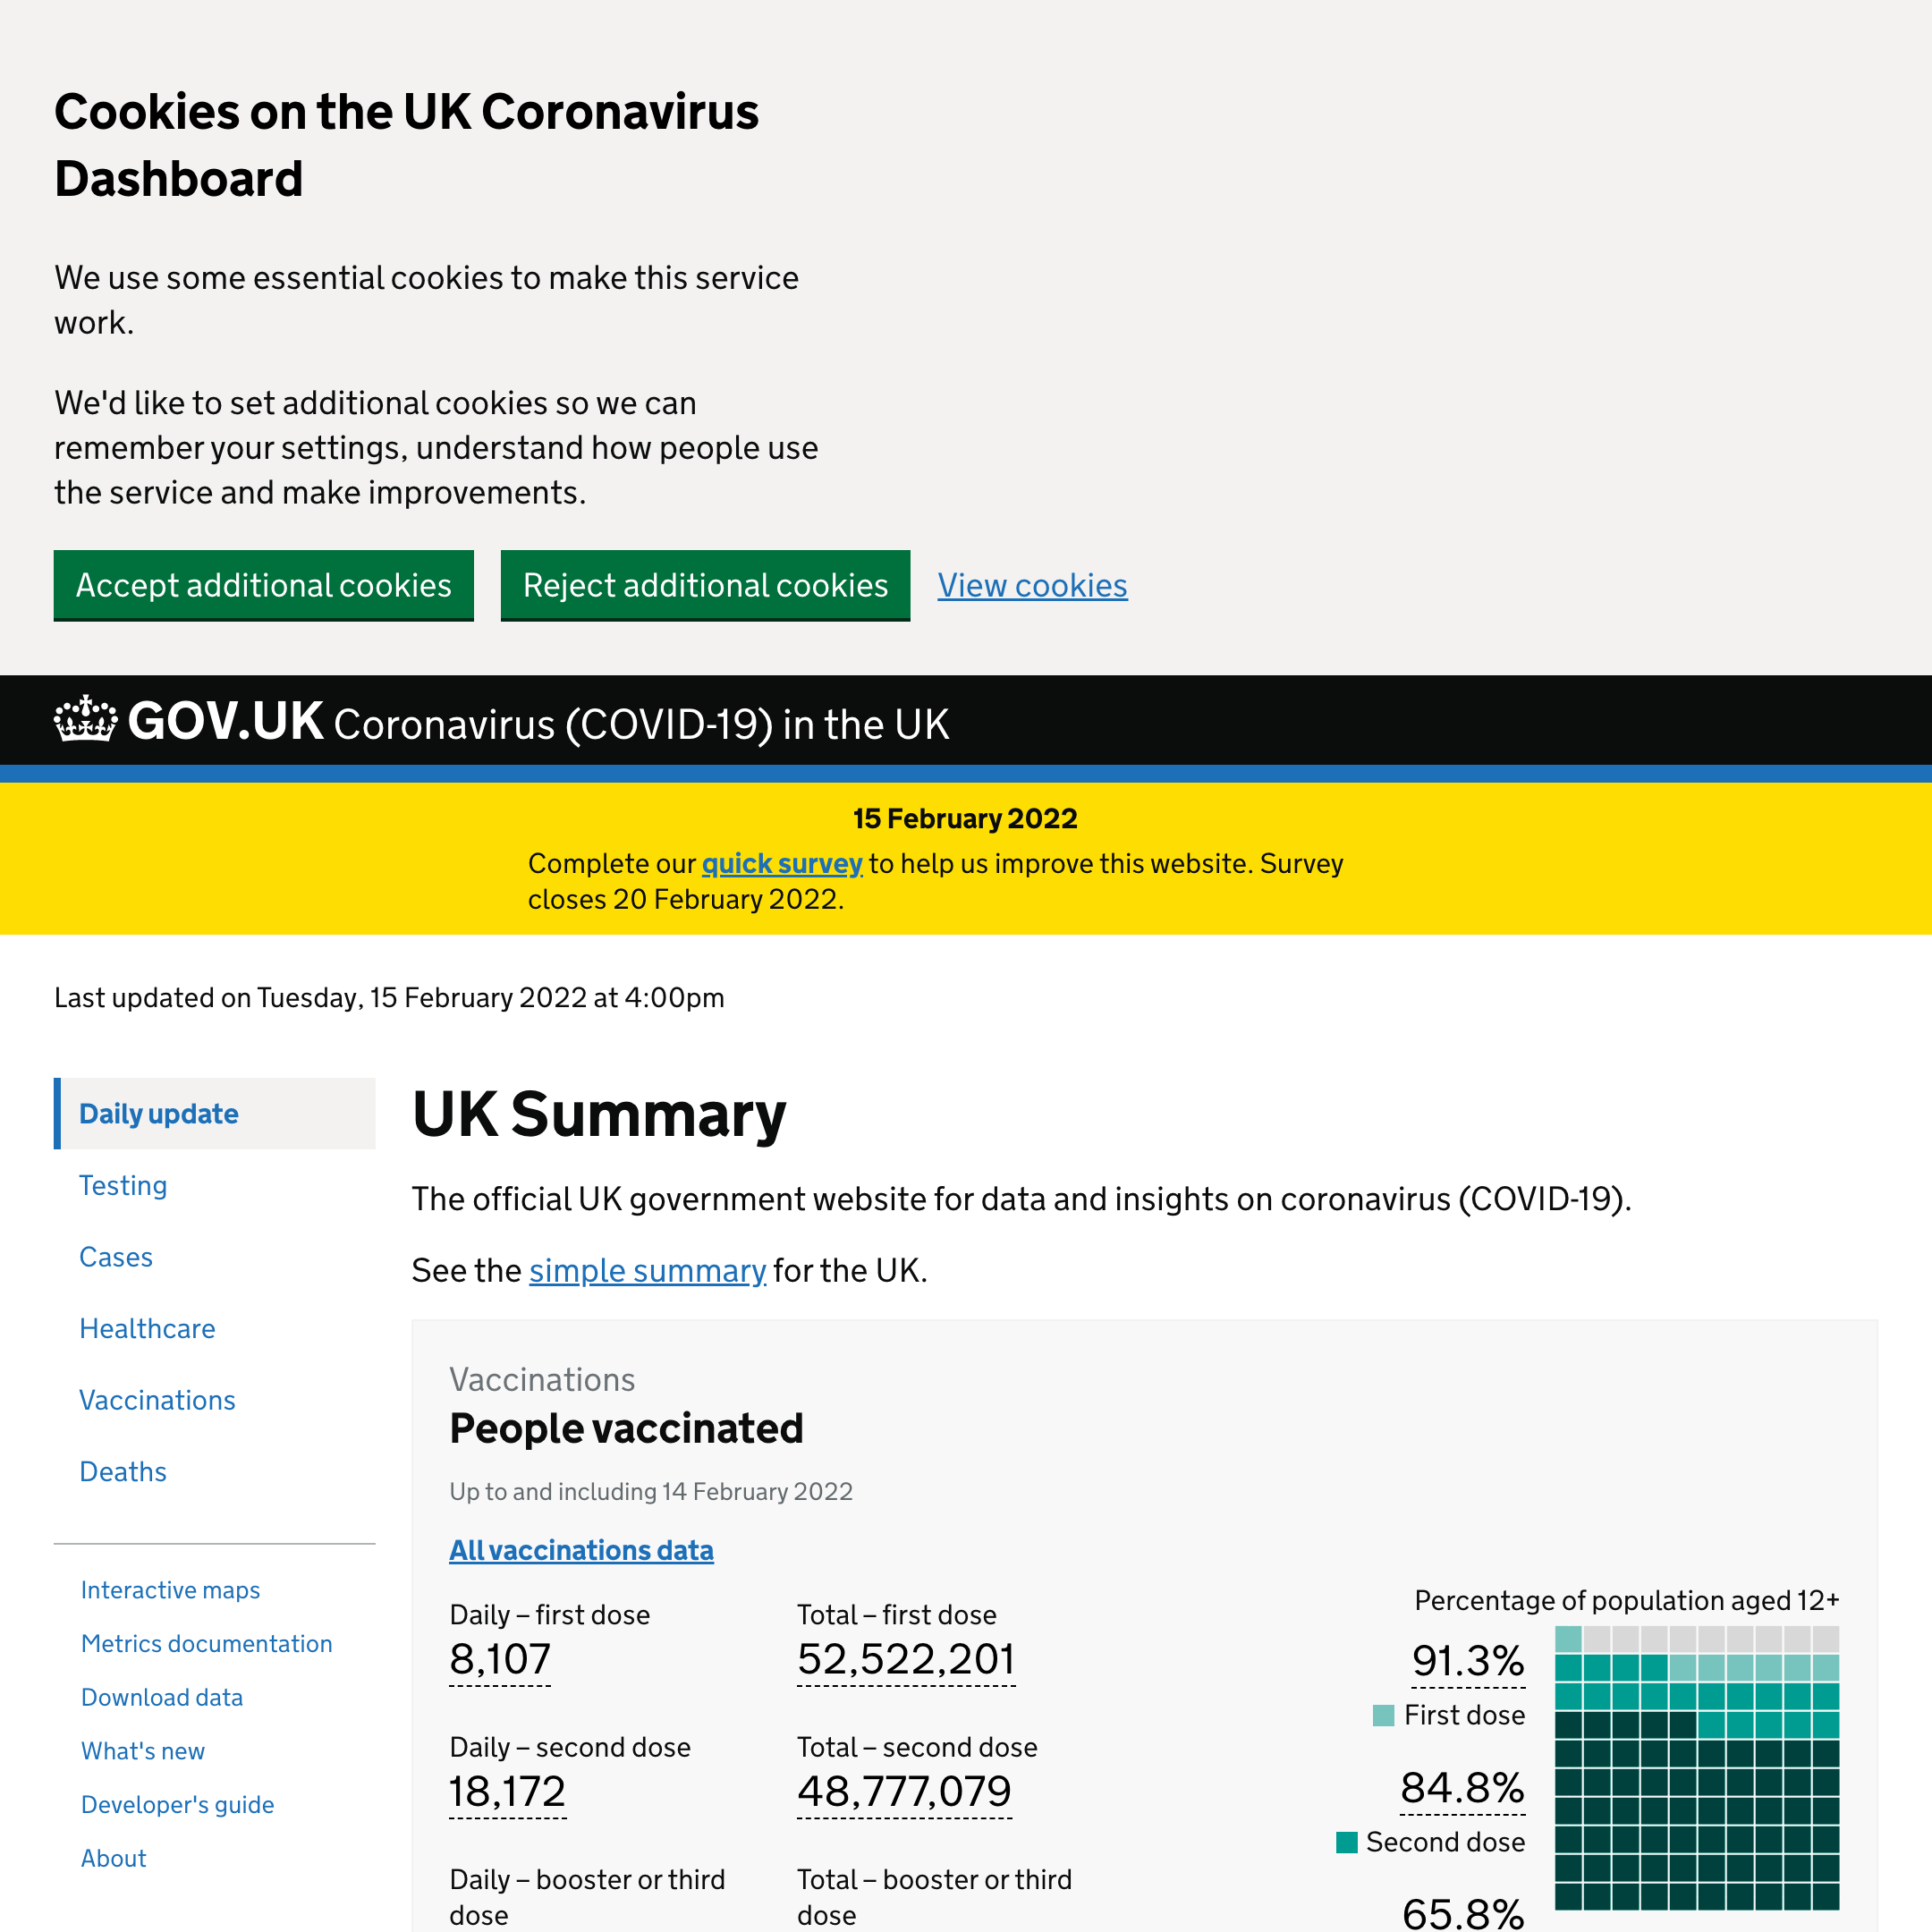 Cookies on the UK Coronavirus
Dashboard
We use some essential cookies to make this service
work.
We'd like to set additional cookies so we can
remember your settings, understand how people use
the service and make improvements.
Accept additional cookies
Reject additional cookies
View cookies
GOV.UK Coronavirus (COVID-19) in the UK
15 February 2022
Complete our quick survey to help us improve this website. Survey
closes 20 February 2022.
Last updated on Tuesday, 15 February 2022 at 4:00pm
Daily update
Testing
Cases
Healthcare
Vaccinations
Deaths
Interactive maps
Metrics documentation
Download data
What's new
Developer's guide
About
UK Summary
The official UK government website for data and insights on coronavirus (COVID-19).
See the simple summary for the UK.
Vaccinations
People vaccinated
Up to and including 14 February 2022
All vaccinations data
Daily – first dose
8,107
Total – first dose
52,522,201
Daily – second dose
18,172
Total – second dose
48,777,079
Daily – booster or third
dose
Total – booster or third
dose
Percentage of population aged 12+
91.3%
First dose
84.8%
Second dose
65.8%